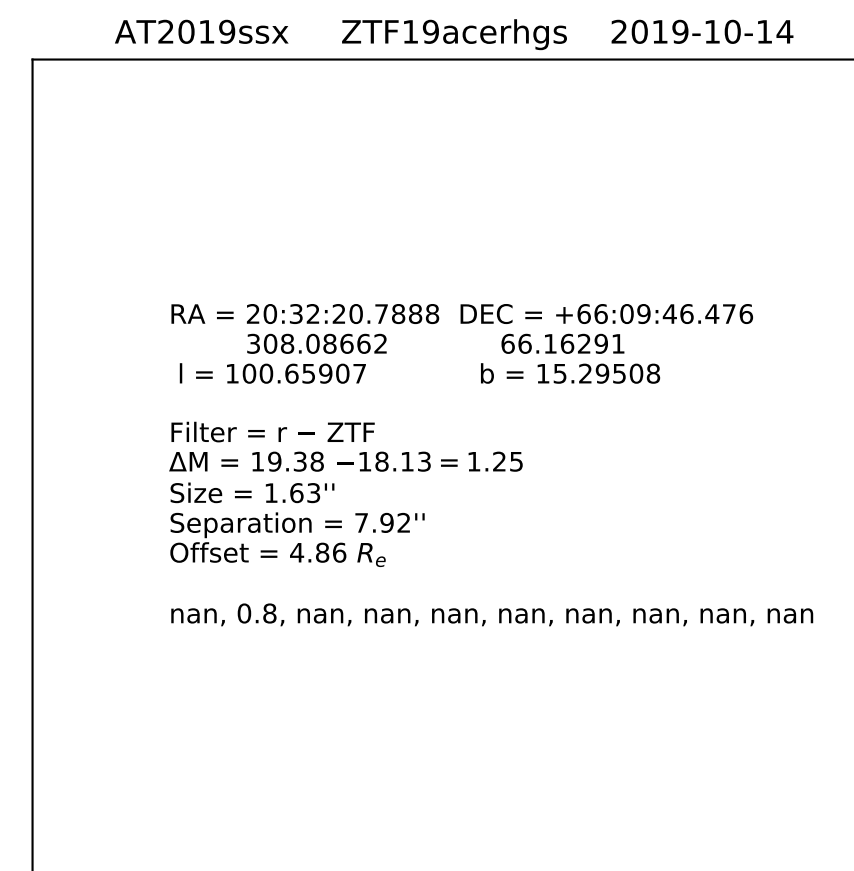 AT2019ssx ZTF19acerhgs 2019-10-14
RA = 20:32:20.7888 DEC = +66:09:46.476
308.08662 66.16291
l = 100.65907 b = 15.29508
Filter = r − ZTF
ΔM = 19.38 −18.13 = 1.25
Size = 1.63''
Separation = 7.92''
Offset = 4.86 Re
nan, 0.8, nan, nan, nan, nan, nan, nan, nan, nan